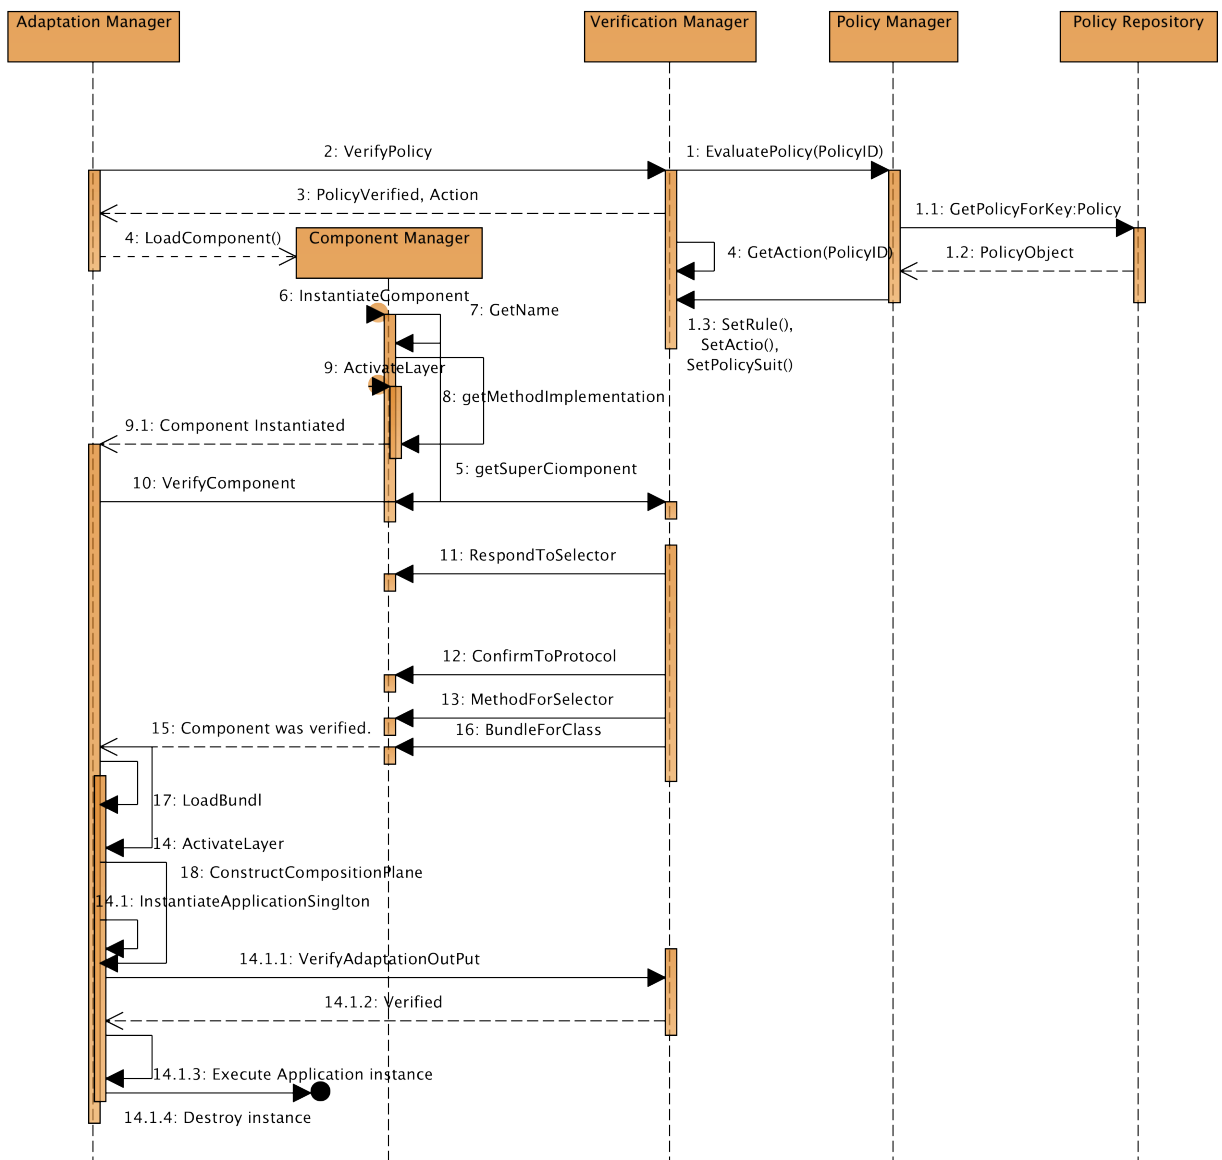 Adaptation Manager
Verification Manager
Policy Manager
Policy Repository
2: VerifyPolicy
1: EvaluatePolicy(PolicyID)
3: PolicyVerified, Action
1.1: GetPolicyForKey:Policy
4: LoadComponent()
Component Manager
4: GetAction(PolicyID)
1.2: PolicyObject
6: InstantiateComponent
7: GetName
1.3: SetRule(),
SetActio(),
SetPolicySuit()
9: ActivateLayer
8: getMethodImplementation
9.1: Component Instantiated
5: getSuperCiomponent
10: VerifyComponent
11: RespondToSelector
12: ConfirmToProtocol
13: MethodForSelector
15: Component was verified.
16: BundleForClass
17: LoadBundl
14: ActivateLayer
18: ConstructCompositionPlane
14.1: InstantiateApplicationSinglton
14.1.1: VerifyAdaptationOutPut
14.1.2: Verified
14.1.3: Execute Application instance
14.1.4: Destroy instance